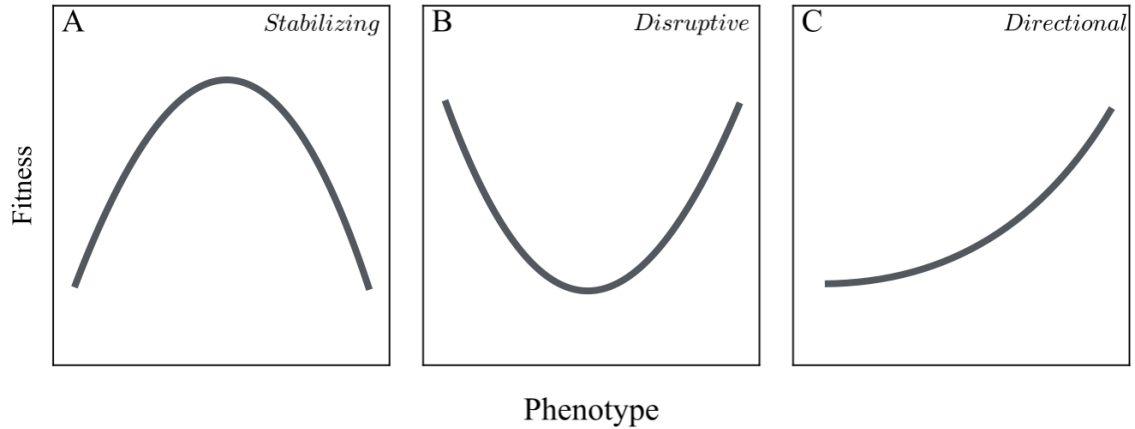 A
Stabilizing
B
Disruptive
C
Directional
Fitness
Phenotype